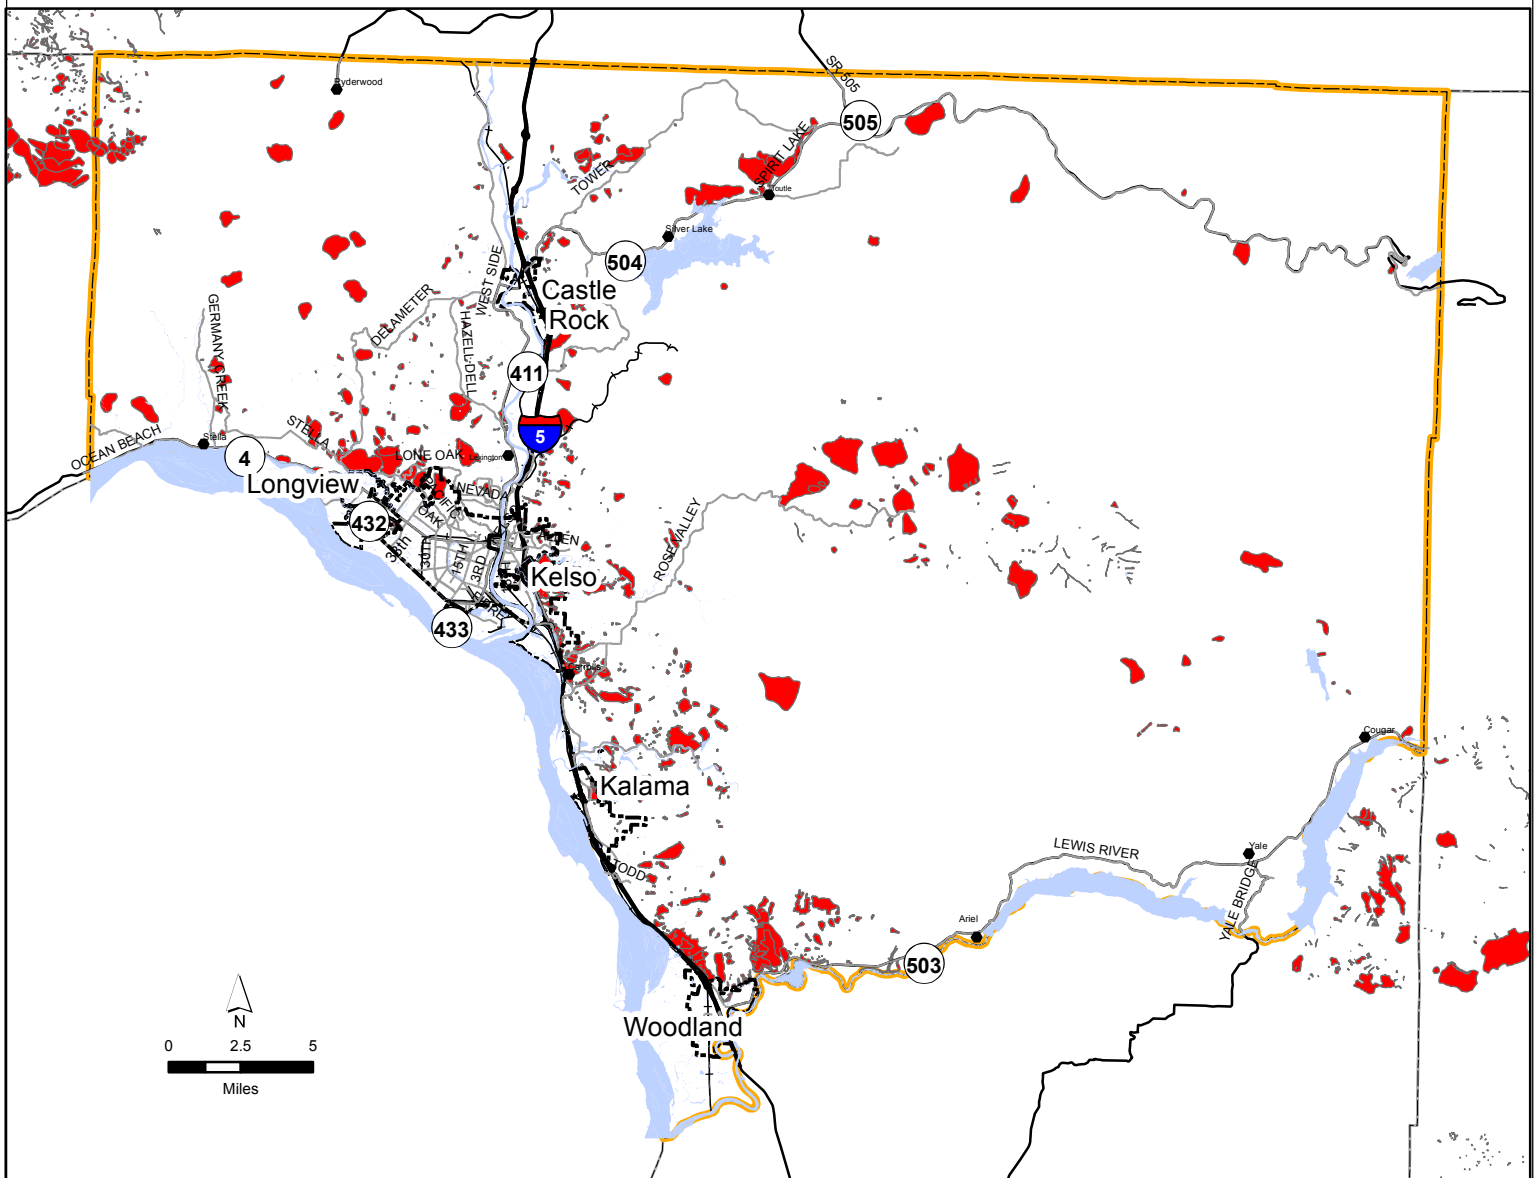 SR 505
Ryderwood
505
SPIRIT LAKE
TOWER
Toutle
Silver Lake
504
WEST SIDE
Castle
Rock
DELAMETER
GERMANY CREEK
HAZELL-DELL
411
5
STELLA
OCEAN BEACH
Stella
4
LONE OAK
Lexington
Longview
NEVADA
PACIFIC
OAK
432
38th
30TH
15TH
3RD
ALLEN
ROSE VALLEY
Kelso
433
Carrolls
Cougar
Kalama
LEWIS RIVER
Yale
TODD
YALE BRIDGE
Ariel
503
N
Woodland
0 2.5 5
Miles